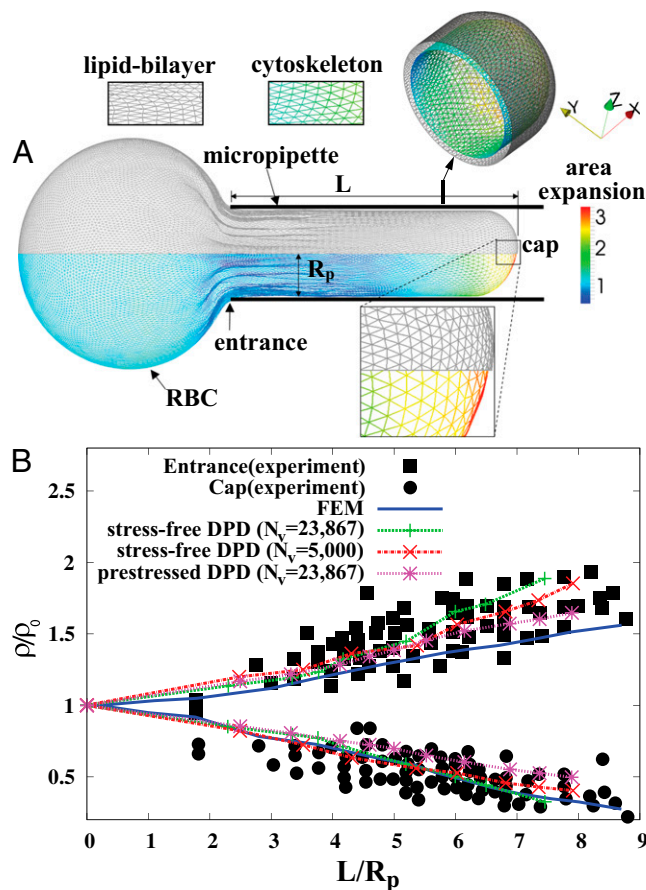 lipid-bilayer
cytoskeleton
Y
Z
X
A
micropipette
L
area
expansion
3
2
1
cap
Rp
entrance
RBC
B
Entrance(experiment)
Cap(experiment)
FEM
stress-free DPD (Nv=23,867)
stress-free DPD (Nv=5,000)
prestressed DPD (Nv=23,867)
2.5
2
1.5
1
0.5
ρ/ρ0
0 1 2 3 4 5 6 7 8 9
L/Rp